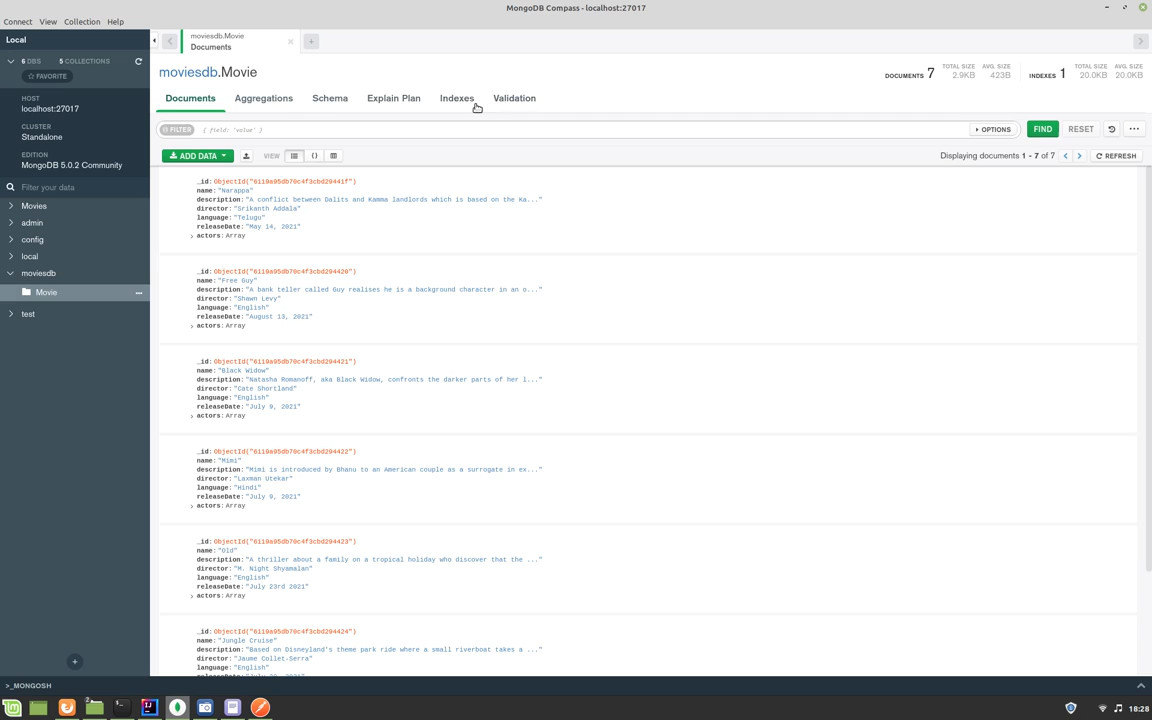 MongoDB Compass - localhost:27017
Connect View Collection Help
Local
6 DBS 5 COLLECTIONS
☆ FAVORITE
HOST
localhost:27017
CLUSTER
Standalone
EDITION
MongoDB 5.0.2 Community
Filter your data
Movies
admin
config
local
moviesdb
Movie
test
moviesdb.Movie
Documents
moviesdb.Movie
DOCUMENTS 7 TOTAL SIZE 2.9KB AVG. SIZE 423B INDEXES 1 TOTAL SIZE 20.0KB AVG. SIZE 20.0KB
Documents Aggregations Schema Explain Plan Indexes Validation
FILTER { field: 'value' } OPTIONS FIND RESET ...
ADD DATA VIEW {} Displaying documents 1 - 7 of 7 REFRESH
_id: ObjectId("6119a95db70c4f3cbd29441f")
name: "Narappa"
description: "A conflict between Dalits and Kamma landlords which is based on the Ka..."
director: "Srikanth Addala"
language: "Telugu"
releaseDate: "May 14, 2021"
actors: Array
_id: ObjectId("6119a95db70c4f3cbd294420")
name: "Free Guy"
description: "A bank teller called Guy realises he is a background character in an o..."
director: "Shawn Levy"
language: "English"
releaseDate: "August 13, 2021"
actors: Array
_id: ObjectId("6119a95db70c4f3cbd294421")
name: "Black Widow"
description: "Natasha Romanoff, aka Black Widow, confronts the darker parts of her l..."
director: "Cate Shortland"
language: "English"
releaseDate: "July 9, 2021"
actors: Array
_id: ObjectId("6119a95db70c4f3cbd294422")
name: "Mimi"
description: "Mimi is introduced by Bhanu to an American couple as a surrogate in ex..."
director: "Laxman Utekar"
language: "Hindi"
releaseDate: "July 9, 2021"
actors: Array
_id: ObjectId("6119a95db70c4f3cbd294423")
name: "Old"
description: "A thriller about a family on a tropical holiday who discover that the ..."
director: "M. Night Shyamalan"
language: "English"
releaseDate: "July 23rd 2021"
actors: Array
_id: ObjectId("6119a95db70c4f3cbd294424")
name: "Jungle Cruise"
description: "Based on Disneyland's theme park ride where a small riverboat takes a ..."
director: "Jaume Collet-Serra"
language: "English"
>_MONGOSH
18:28